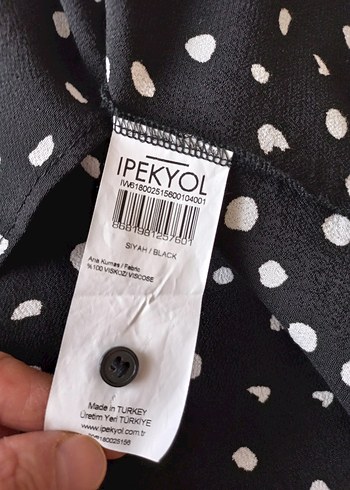 IPEKYOL
IW618002515600104001
8681981257601
SIYAH / BLACK
Ana Kumaş / Fabric
%100 VISKOZ/ VISCOSE
Made in TURKEY
Üretim Yeri TÜRKİYE
www.ipekyol.com.tr